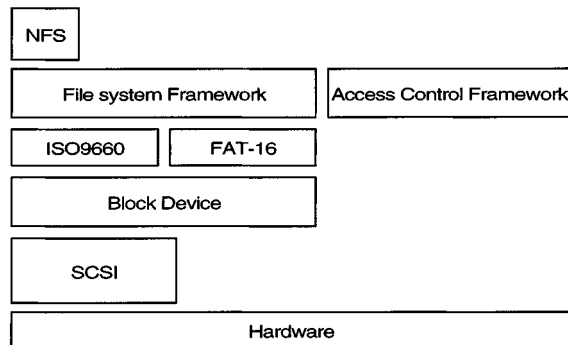 NFS
File system Framework
Access Control Framework
ISO9660
FAT-16
Block Device
SCSI
Hardware